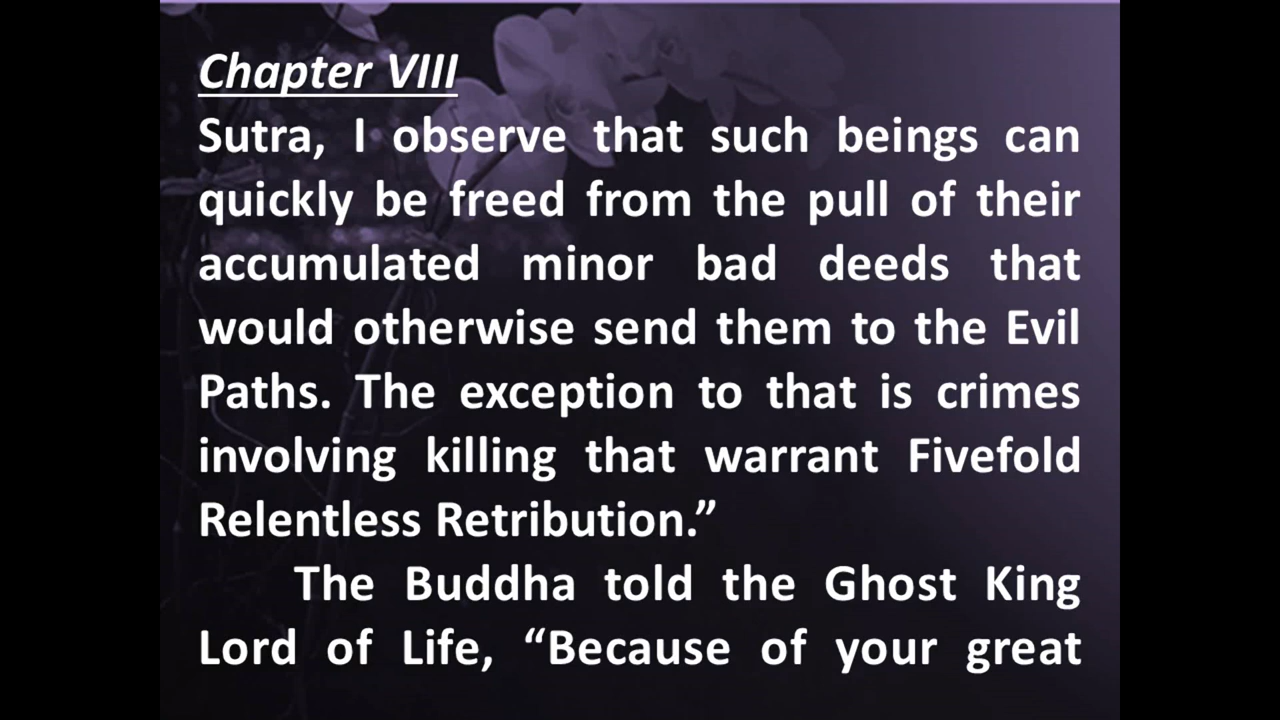 Chapter VIII
Sutra, I observe that such beings can
quickly be freed from the pull of their
accumulated minor bad deeds that
would otherwise send them to the Evil
Paths. The exception to that is crimes
involving killing that warrant Fivefold
Relentless Retribution.”
The Buddha told the Ghost King
Lord of Life, “Because of your great